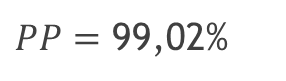 PP = 99,02%